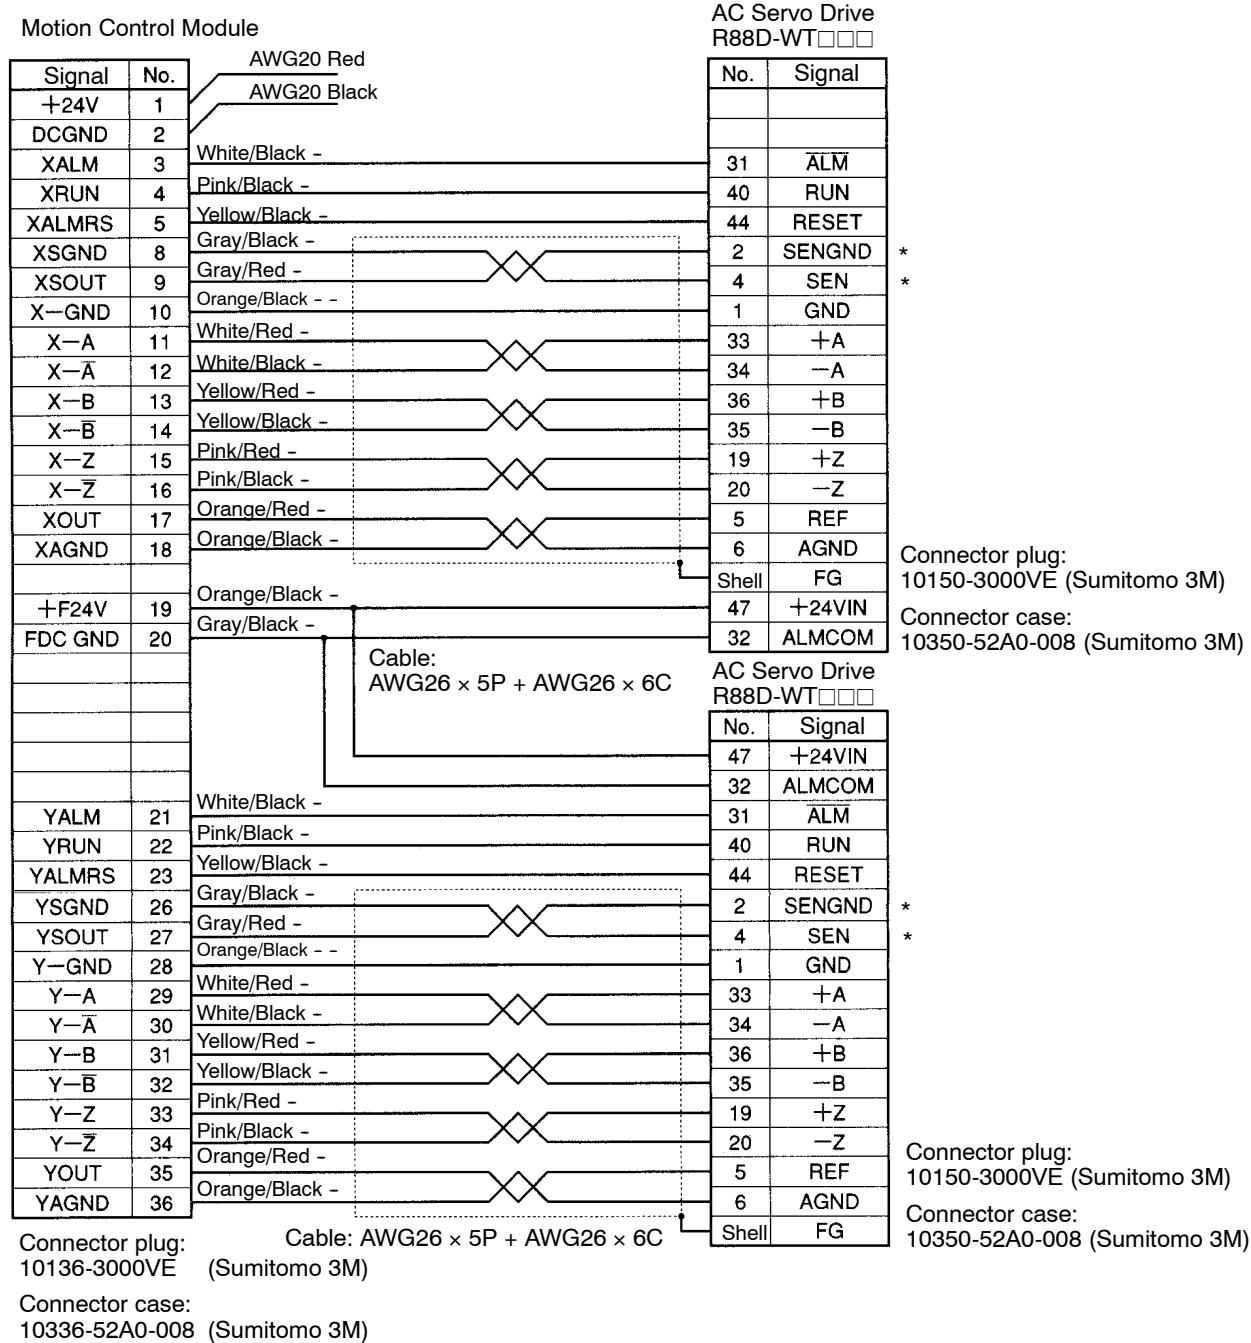 Motion Control Module
AC Servo Drive
R88D-WT□□□
AWG20 Red
AWG20 Black
Signal No.
+24V 1
DCGND 2
XALM 3
XRUN 4
XALMRS 5
XSGND 8
XSOUT 9
X—GND 10
X—A 11
X—A̅ 12
X—B 13
X—B̅ 14
X—Z 15
X—Z̅ 16
XOUT 17
XAGND 18
+F24V 19
FDC GND 20
YALM 21
YRUN 22
YALMRS 23
YSGND 26
YSOUT 27
Y—GND 28
Y—A 29
Y—A̅ 30
Y—B 31
Y—B̅ 32
Y—Z 33
Y—Z̅ 34
YOUT 35
YAGND 36
White/Black –
Pink/Black –
Yellow/Black –
Gray/Black –
Gray/Red –
Orange/Black – –
White/Red –
White/Black –
Yellow/Red –
Yellow/Black –
Pink/Red –
Pink/Black –
Orange/Red –
Orange/Black –
Orange/Black –
Gray/Black –
Cable:
AWG26 × 5P + AWG26 × 6C
White/Black –
Pink/Black –
Yellow/Black –
Gray/Black –
Gray/Red –
Orange/Black – –
White/Red –
White/Black –
Yellow/Red –
Yellow/Black –
Pink/Red –
Pink/Black –
Orange/Red –
Orange/Black –
Cable: AWG26 × 5P + AWG26 × 6C
No. Signal
31 A̅L̅M̅
40 RUN
44 RESET
2 SENGND *
4 SEN *
1 GND
33 +A
34 —A
36 +B
35 —B
19 +Z
20 —Z
5 REF
6 AGND
Shell FG
47 +24VIN
32 ALMCOM
Connector plug:
10150-3000VE (Sumitomo 3M)
Connector case:
10350-52A0-008 (Sumitomo 3M)
AC Servo Drive
R88D-WT□□□
No. Signal
47 +24VIN
32 ALMCOM
31 A̅L̅M̅
40 RUN
44 RESET
2 SENGND *
4 SEN *
1 GND
33 +A
34 —A
36 +B
35 —B
19 +Z
20 —Z
5 REF
6 AGND
Shell FG
Connector plug:
10150-3000VE (Sumitomo 3M)
Connector case:
10350-52A0-008 (Sumitomo 3M)
Connector plug:
10136-3000VE (Sumitomo 3M)
Connector case:
10336-52A0-008 (Sumitomo 3M)